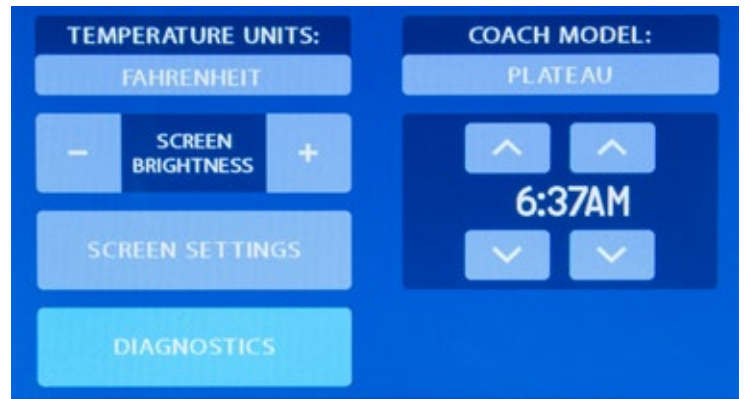 TEMPERATURE UNITS:
FAHRENHEIT
− SCREEN BRIGHTNESS +
SCREEN SETTINGS
DIAGNOSTICS
COACH MODEL:
PLATEAU
6:37AM